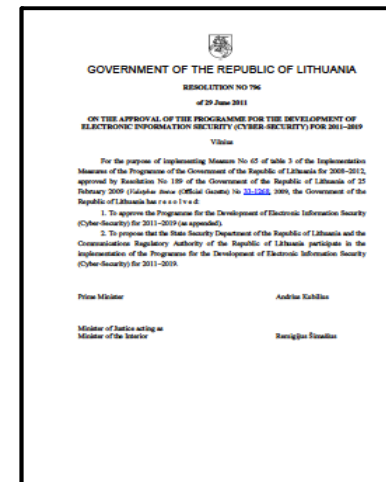 GOVERNMENT OF THE REPUBLIC OF LITHUANIA
RESOLUTION NO 796
of 29 June 2011
ON THE APPROVAL OF THE PROGRAMME FOR THE DEVELOPMENT OF
ELECTRONIC INFORMATION SECURITY (CYBER-SECURITY) FOR 2011–2019
Vilnius
For the purpose of implementing Measure No 65 of table 3 of the Implementation
Measures of the Programme of the Government of the Republic of Lithuania for 2008–2012,
approved by Resolution No 189 of the Government of the Republic of Lithuania of 25
February 2009 (Valstybės žinios (Official Gazette) No 33-1268, 2009, the Government of the
Republic of Lithuania has r e s o l v e d:
1. To approve the Programme for the Development of Electronic Information Security
(Cyber-Security) for 2011–2019 (as appended).
2. To propose that the State Security Department of the Republic of Lithuania and the
Communications Regulatory Authority of the Republic of Lithuania participate in the
implementation of the Programme for the Development of Electronic Information Security
(Cyber-Security) for 2011–2019.
Prime Minister Andrius Kubilius
Minister of Justice acting as
Minister of the Interior Remigijus Šimašius